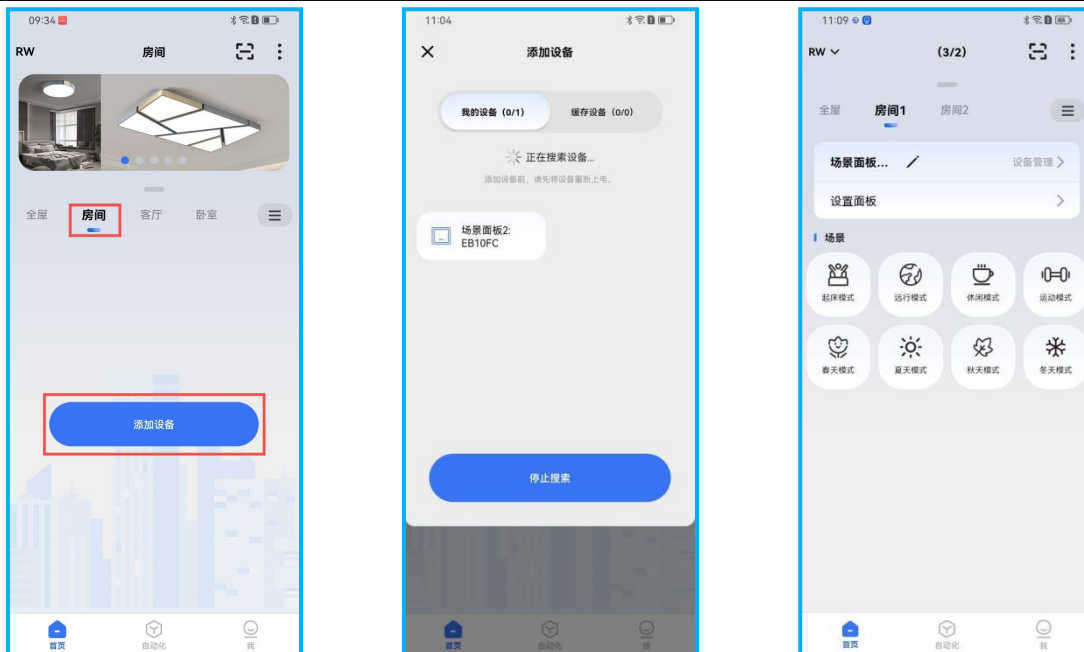 09:34
RW
房间
全屋
房间
客厅
卧室
添加设备
首页
自动化
我
11:04
添加设备
我的设备（0/1）
缓存设备（0/0）
正在搜索设备...
添加设备前，请先将设备重新上电。
场景面板2:
EB10FC
停止搜索
首页
自动化
我
11:09
RW
(3/2)
全屋
房间1
房间2
场景面板...
设备管理
设置面板
场景
起床模式
远行模式
休闲模式
运动模式
春天模式
夏天模式
秋天模式
冬天模式
首页
自动化
我